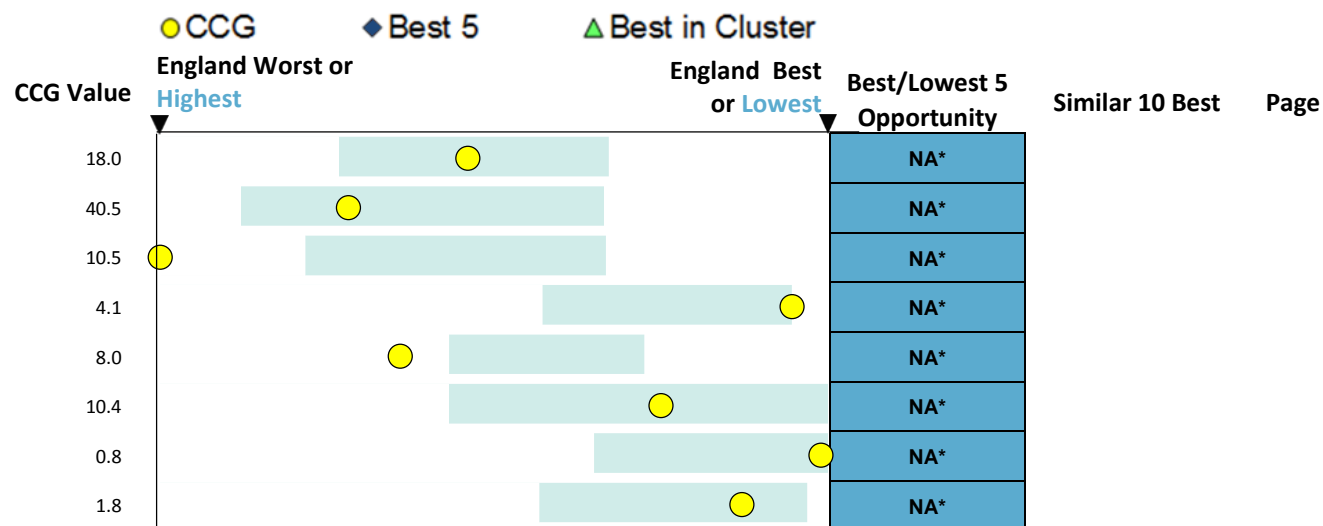 CCG Best 5 Best in Cluster
CCG Value
England Worst or
Highest
England Best
or Lowest
Best/Lowest 5
Opportunity
Similar 10 Best
Page
18.0 NA*
40.5 NA*
10.5 NA*
4.1 NA*
8.0 NA*
10.4 NA*
0.8 NA*
1.8 NA*